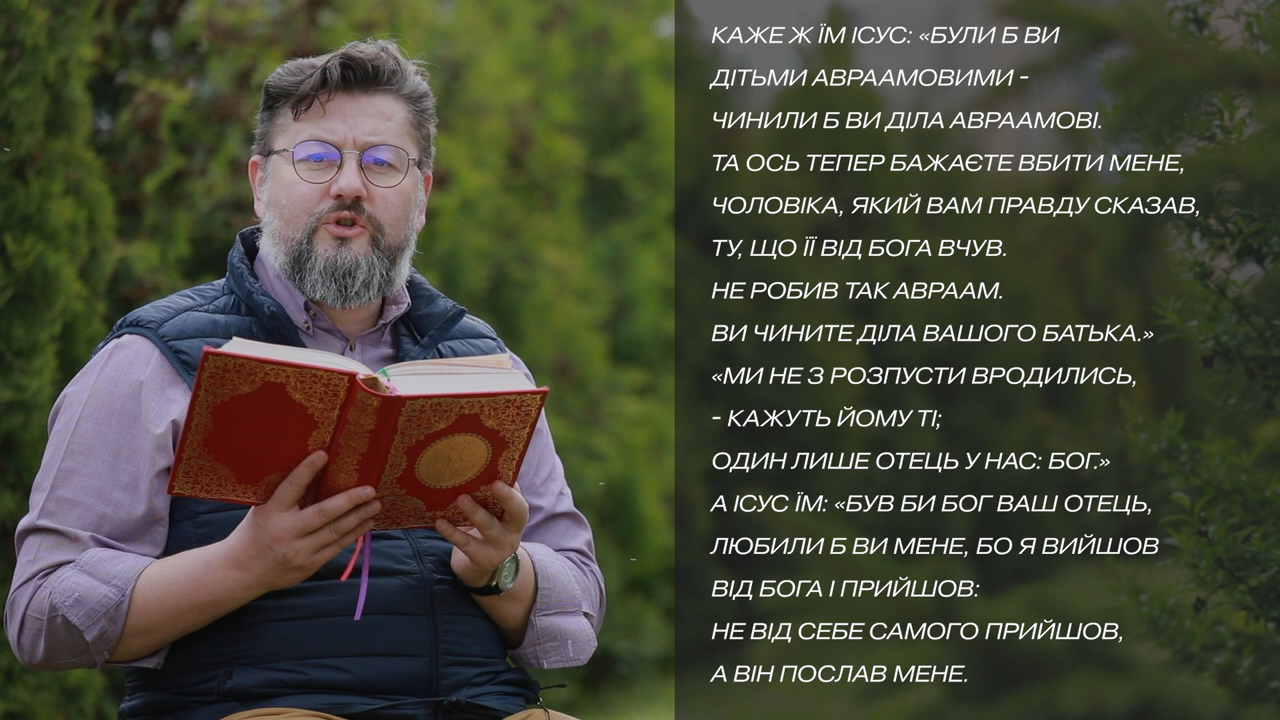 КАЖЕ Ж ЇМ ІСУС: «БУЛИ Б ВИ
ДІТЬМИ АВРААМОВИМИ -
ЧИНИЛИ Б ВИ ДІЛА АВРААМОВІ.
ТА ОСЬ ТЕПЕР БАЖАЄТЕ ВБИТИ МЕНЕ,
ЧОЛОВІКА, ЯКИЙ ВАМ ПРАВДУ СКАЗАВ,
ТУ, ЩО ЇЇ ВІД БОГА ВЧУВ.
НЕ РОБИВ ТАК АВРААМ.
ВИ ЧИНИТЕ ДІЛА ВАШОГО БАТЬКА.»
«МИ НЕ З РОЗПУСТИ ВРОДИЛИСЬ,
- КАЖУТЬ ЙОМУ ТІ;
ОДИН ЛИШЕ ОТЕЦЬ У НАС: БОГ.»
А ІСУС ЇМ: «БУВ БИ БОГ ВАШ ОТЕЦЬ,
ЛЮБИЛИ Б ВИ МЕНЕ, БО Я ВИЙШОВ
ВІД БОГА І ПРИЙШОВ:
НЕ ВІД СЕБЕ САМОГО ПРИЙШОВ,
А ВІН ПОСЛАВ МЕНЕ.